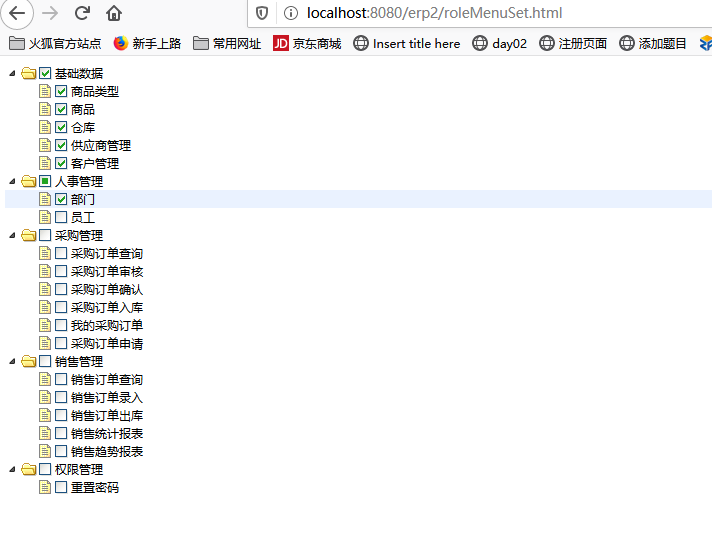 localhost:8080/erp2/roleMenuSet.html
火狐官方站点 新手上路 常用网址 JD 京东商城 Insert title here day02 注册页面 添加题目
基础数据
商品类型
商品
仓库
供应商管理
客户管理
人事管理
部门
员工
采购管理
采购订单查询
采购订单审核
采购订单确认
采购订单入库
我的采购订单
采购订单申请
销售管理
销售订单查询
销售订单录入
销售订单出库
销售统计报表
销售趋势报表
权限管理
重置密码